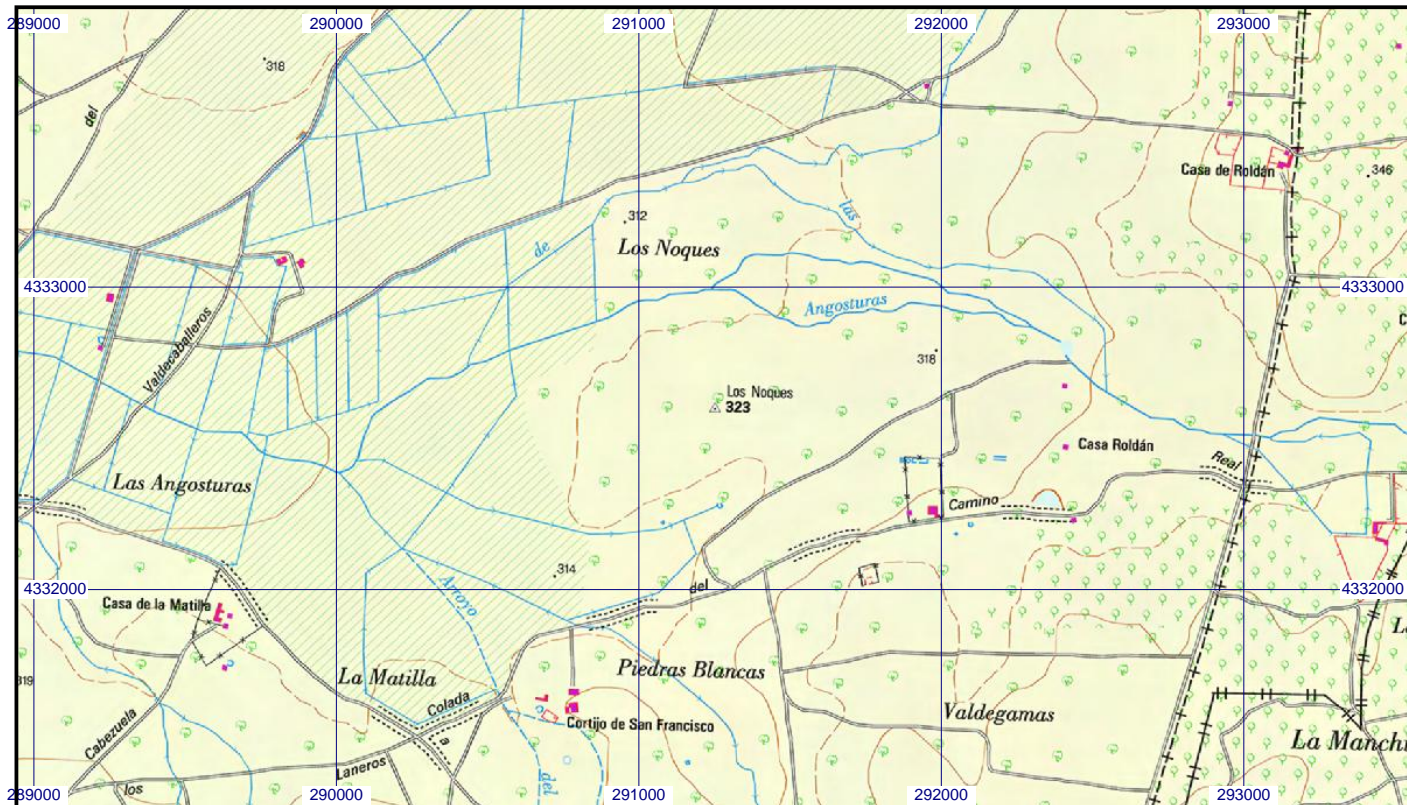 289000 290000 291000 292000 293000
318
del
Casa de Roldán
346
312
las
de
Los Noques
4333000
4333000
Angosturas
Valdecaballeros
318
Los Noques
323
Casa Roldán
Real
Las Angosturas
Camino
314
Arroyo
del
4332000
4332000
Casa de la Matilla
La Matilla
Piedras Blancas
319
Colada
Valdegamas
Cortijo de San Francisco
Cabezuela
a
La Manchi
Laneros
del
los
289000 290000 291000 292000 293000